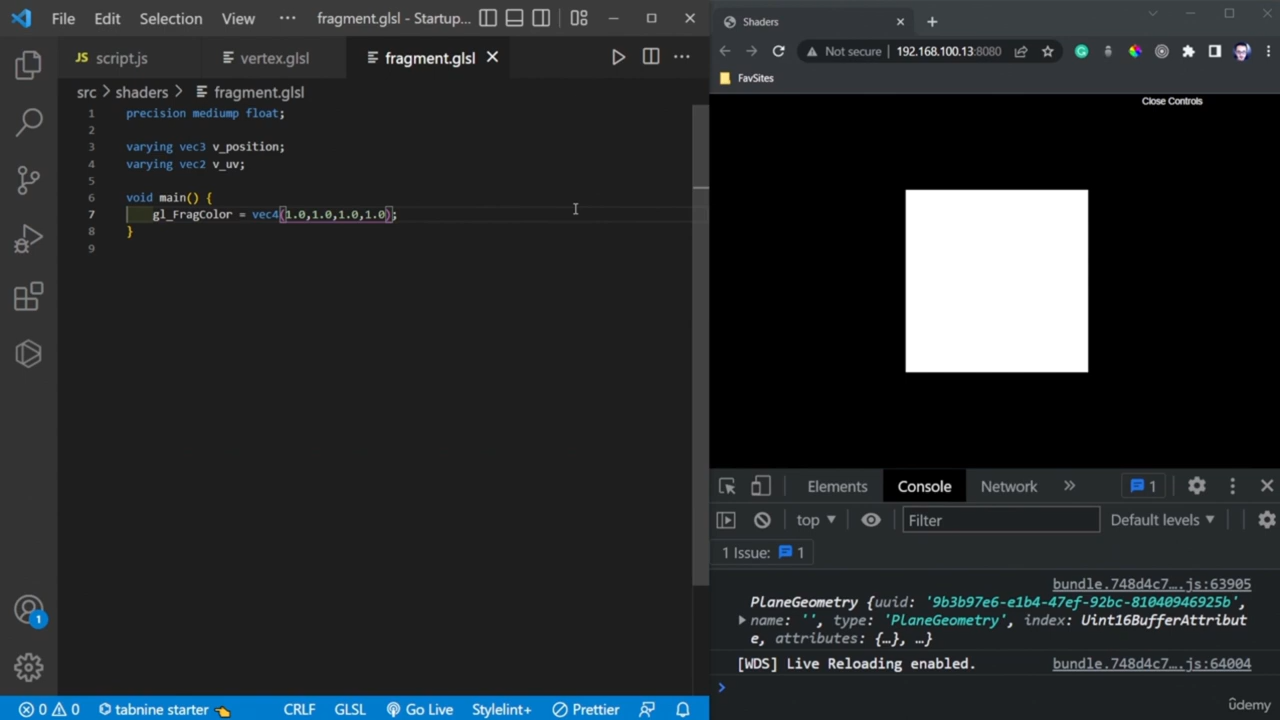 File Edit Selection View ··· fragment.glsl - Startup...
JS script.js vertex.glsl fragment.glsl
src > shaders > fragment.glsl
1 precision mediump float;
2
3 varying vec3 v_position;
4 varying vec2 v_uv;
5
6 void main() {
7 gl_FragColor = vec4(1.0,1.0,1.0,1.0);
8 }
9
1
0 0 tabnine starter CRLF GLSL Go Live Stylelint+ Prettier
Shaders
Not secure 192.168.100.13:8080
FavSites
Close Controls
Elements Console Network » 1
top Filter Default levels
1 Issue: 1
bundle.748d4c7….js:63905
PlaneGeometry {uuid: '9b3b97e6-e1b4-47ef-92bc-81040946925b',
name: '', type: 'PlaneGeometry', index: Uint16BufferAttribut
e, attributes: {…}, …}
[WDS] Live Reloading enabled. bundle.748d4c7….js:64004
>
ûdemy